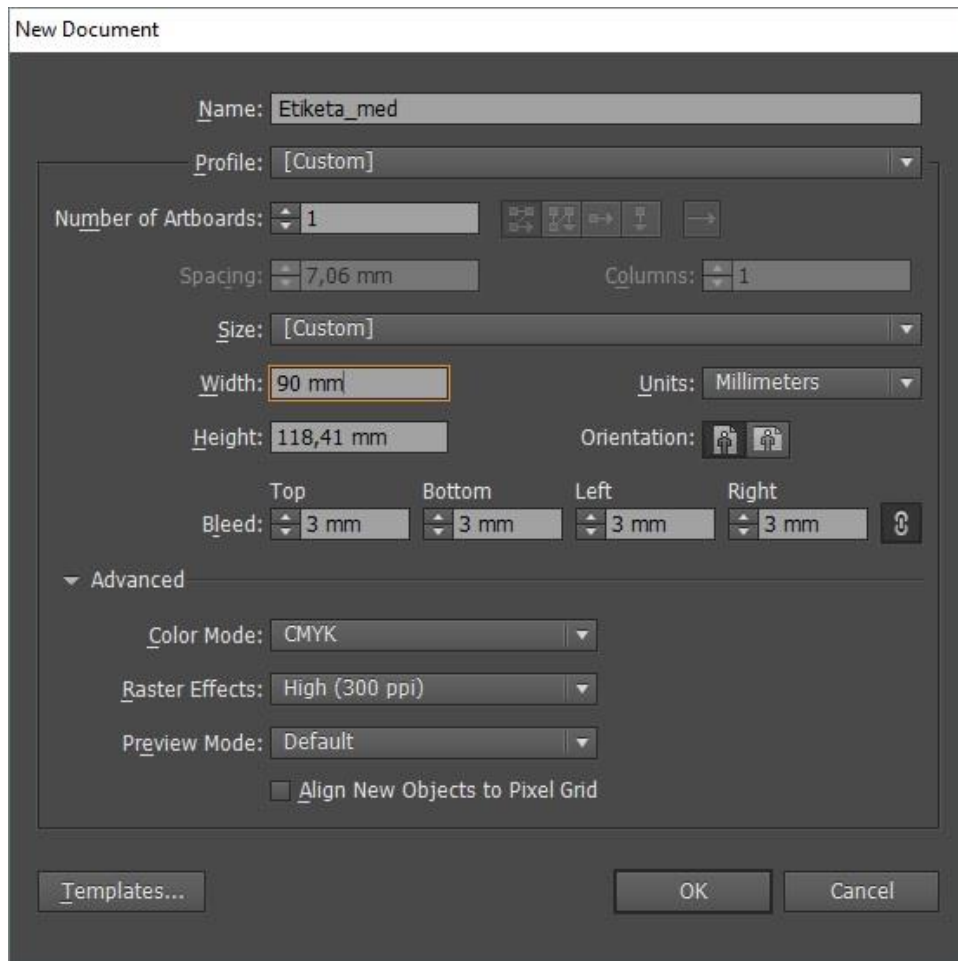 New Document
Name: Etiketa_med
Profile: [Custom]
Number of Artboards: 1
Spacing: 7,06 mm Columns: 1
Size: [Custom]
Width: 90 mm Units: Millimeters
Height: 118,41 mm Orientation:
Top Bottom Left Right
Bleed: 3 mm 3 mm 3 mm 3 mm
Advanced
Color Mode: CMYK
Raster Effects: High (300 ppi)
Preview Mode: Default
Align New Objects to Pixel Grid
Templates... OK Cancel